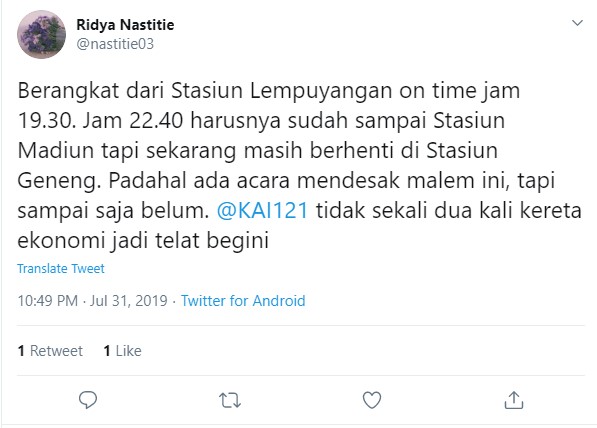 Ridya Nastitie
@nastitie03
Berangkat dari Stasiun Lempuyangan on time jam
19.30. Jam 22.40 harusnya sudah sampai Stasiun
Madiun tapi sekarang masih berhenti di Stasiun
Geneng. Padahal ada acara mendesak malem ini, tapi
sampai saja belum. @KAI121 tidak sekali dua kali kereta
ekonomi jadi telat begini
Translate Tweet
10:49 PM · Jul 31, 2019 · Twitter for Android
1 Retweet 1 Like